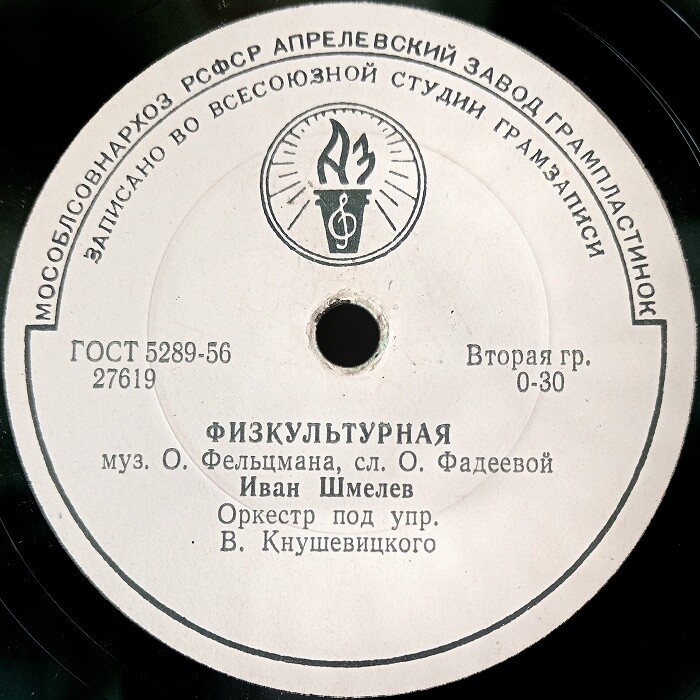 МОСОБЛСОВНАРХОЗ РСФСР АПРЕЛЕВСКИЙ ЗАВОД ГРАМПЛАСТИНОК
ЗАПИСАНО ВО ВСЕСОЮЗНОЙ СТУДИИ ГРАМЗАПИСИ
АЗ
ГОСТ 5289-56
27619
Вторая гр.
0-30
ФИЗКУЛЬТУРНАЯ
муз. О. Фельцмана, сл. О. Фадеевой
Иван Шмелев
Оркестр под упр.
В. Кнушевицкого